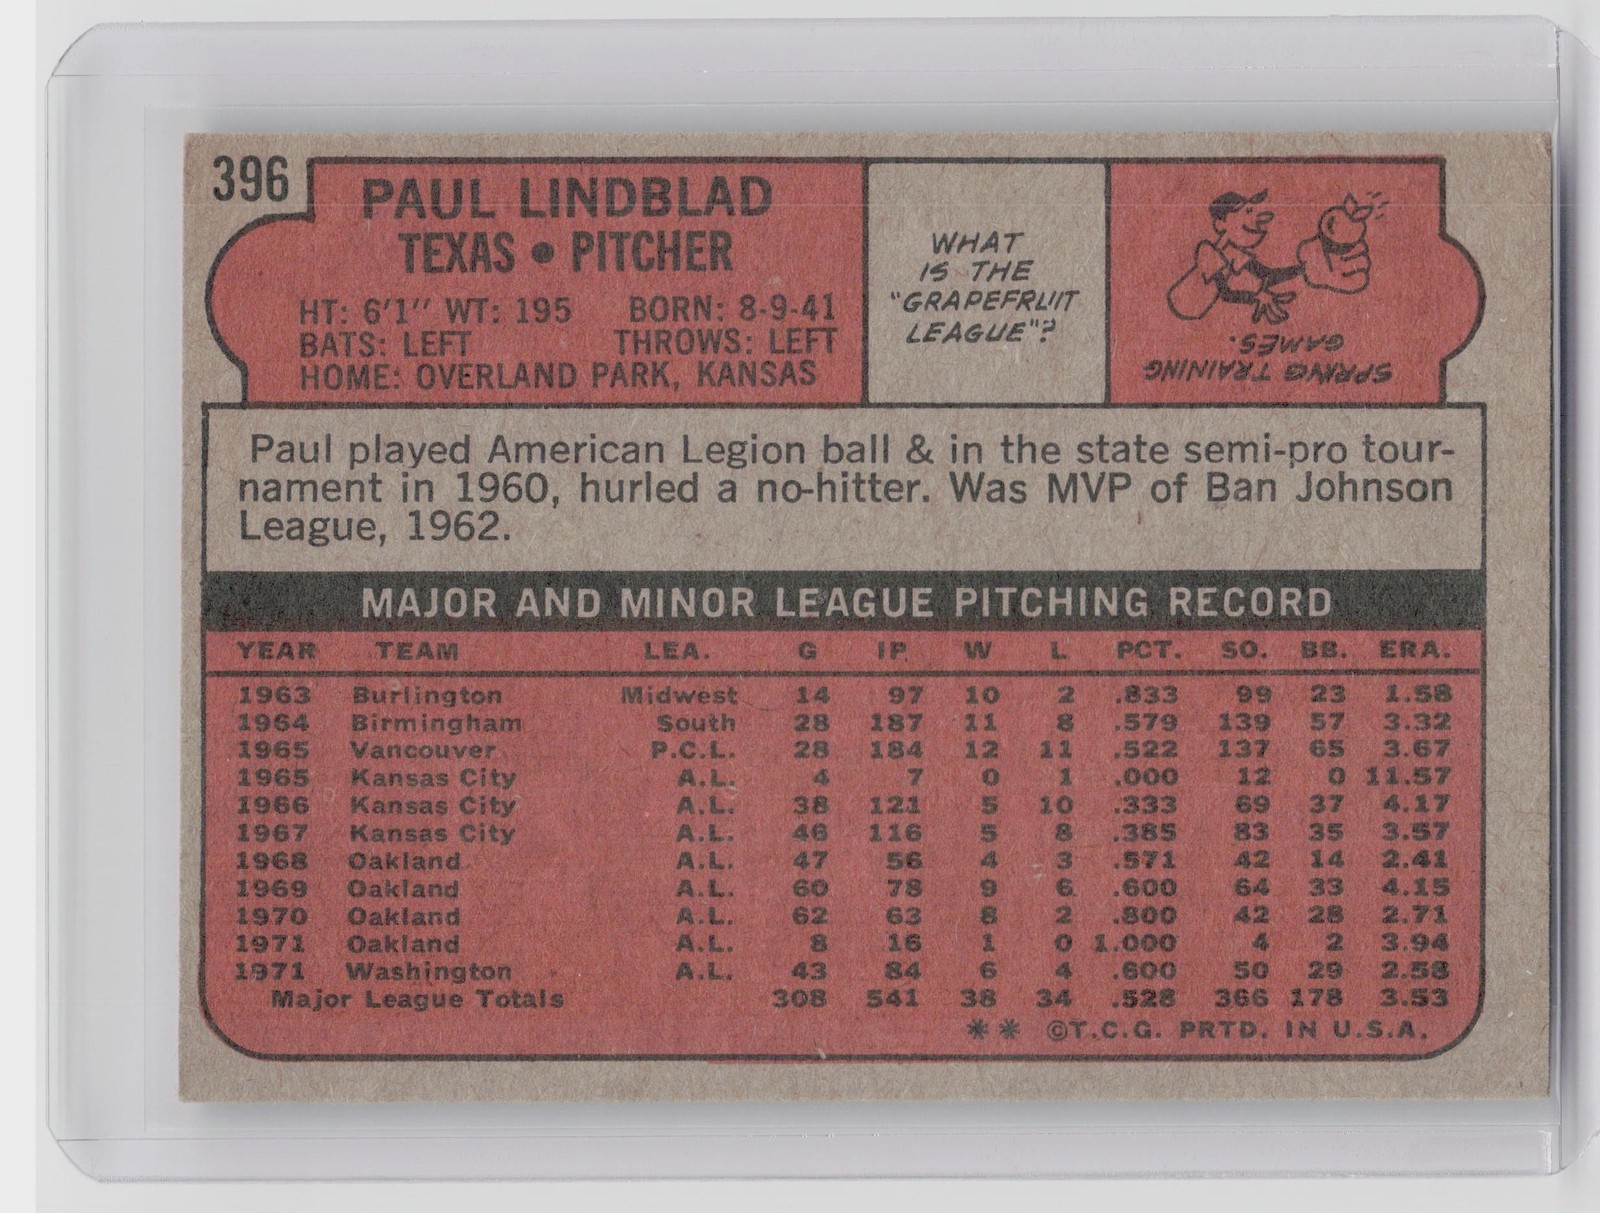 396
PAUL LINDBLAD
TEXAS • PITCHER
HT: 6'1" WT: 195 BORN: 8-9-41
BATS: LEFT THROWS: LEFT
HOME: OVERLAND PARK, KANSAS
WHAT
IS THE
"GRAPEFRUIT
LEAGUE"?
SPRING TRAINING
GAMES.
Paul played American Legion ball & in the state semi-pro tour-
nament in 1960, hurled a no-hitter. Was MVP of Ban Johnson
League, 1962.
MAJOR AND MINOR LEAGUE PITCHING RECORD
YEAR TEAM LEA. G IP W L PCT. SO. BB. ERA.
1963 Burlington Midwest 14 97 10 2 .833 99 23 1.58
1964 Birmingham South 28 187 11 8 .579 139 57 3.32
1965 Vancouver P.C.L. 28 184 12 11 .522 137 65 3.67
1965 Kansas City A.L. 4 7 0 1 .000 12 0 11.57
1966 Kansas City A.L. 38 121 5 10 .333 69 37 4.17
1967 Kansas City A.L. 46 116 5 8 .385 83 35 3.57
1968 Oakland A.L. 47 56 4 3 .571 42 14 2.41
1969 Oakland A.L. 60 78 9 6 .600 64 33 4.15
1970 Oakland A.L. 62 63 8 2 .800 42 28 2.71
1971 Oakland A.L. 8 16 1 0 1.000 4 2 3.94
1971 Washington A.L. 43 84 6 4 .600 50 29 2.58
Major League Totals 308 541 38 34 .528 366 178 3.53
** ©T.C.G. PRTD. IN U.S.A.